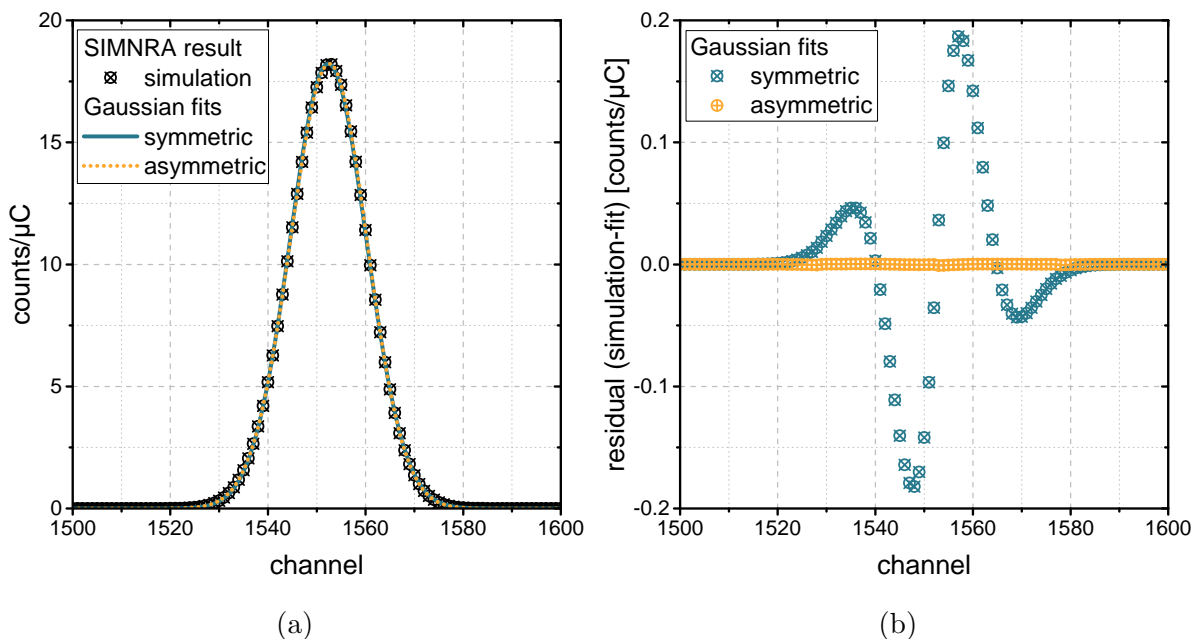 20
15
10
5
0
counts/µC
SIMNRA result
simulation
Gaussian fits
symmetric
asymmetric
1500 1520 1540 1560 1580 1600
channel
(a)
0.2
0.1
0.0
-0.1
-0.2
residual (simulation-fit) [counts/µC]
Gaussian fits
symmetric
asymmetric
1500 1520 1540 1560 1580 1600
channel
(b)